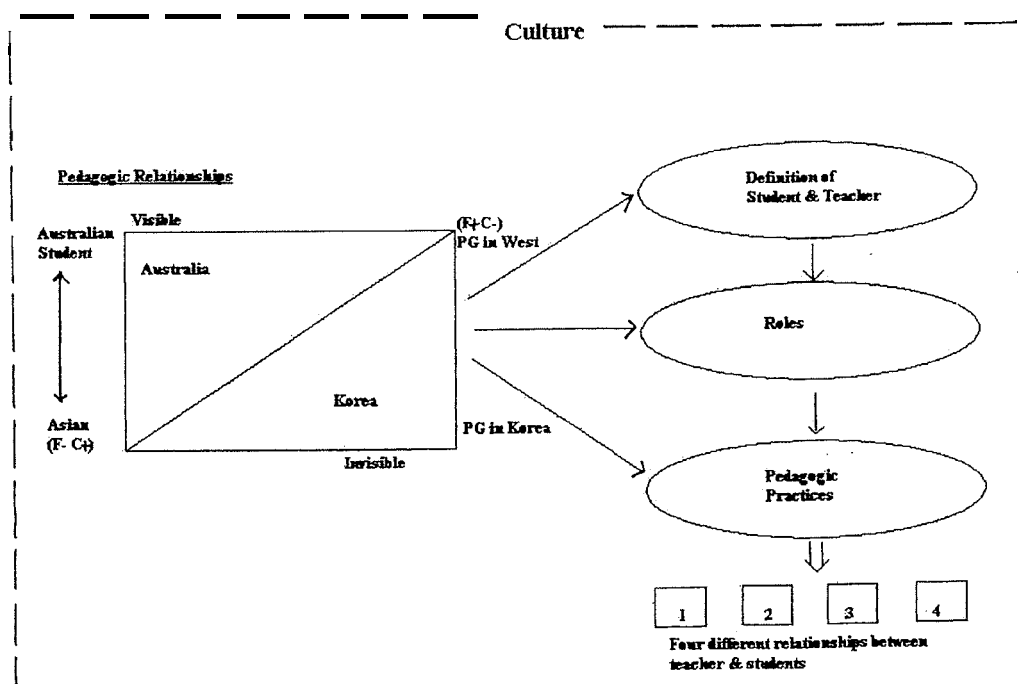 Culture
Pedagogic Relationships
Visible
Australian
Student
Australia
(F+C-)
PG in West
Korea
Asian
(F- C+)
PG in Korea
Invisible
Definition of
Student & Teacher
Roles
Pedagogic
Practices
1 2 3 4
Four different relationships between
teacher & students